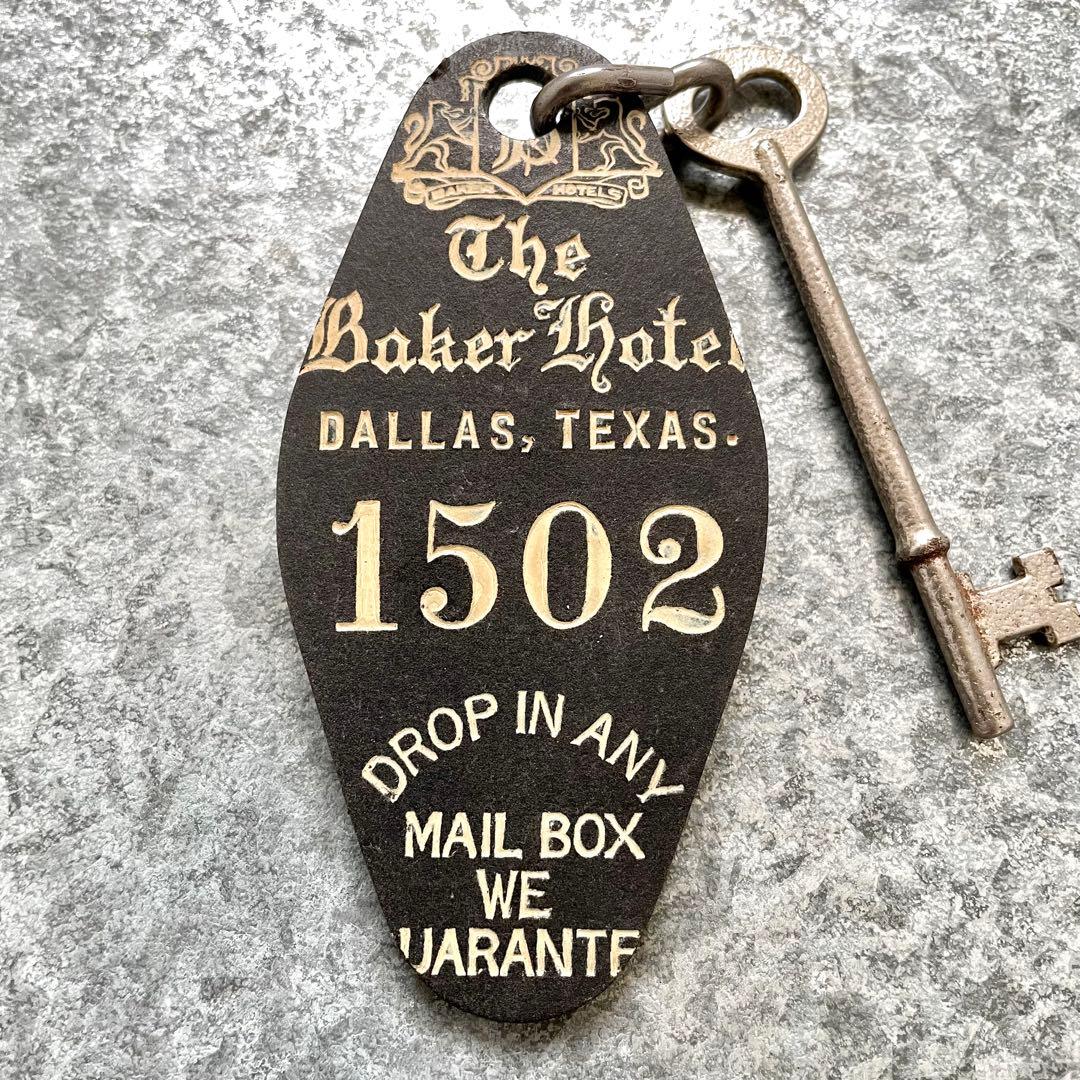 BAKER HOTELS
The
Baker Hotel
DALLAS, TEXAS.
1502
DROP IN ANY
MAIL BOX
WE
UARANTE